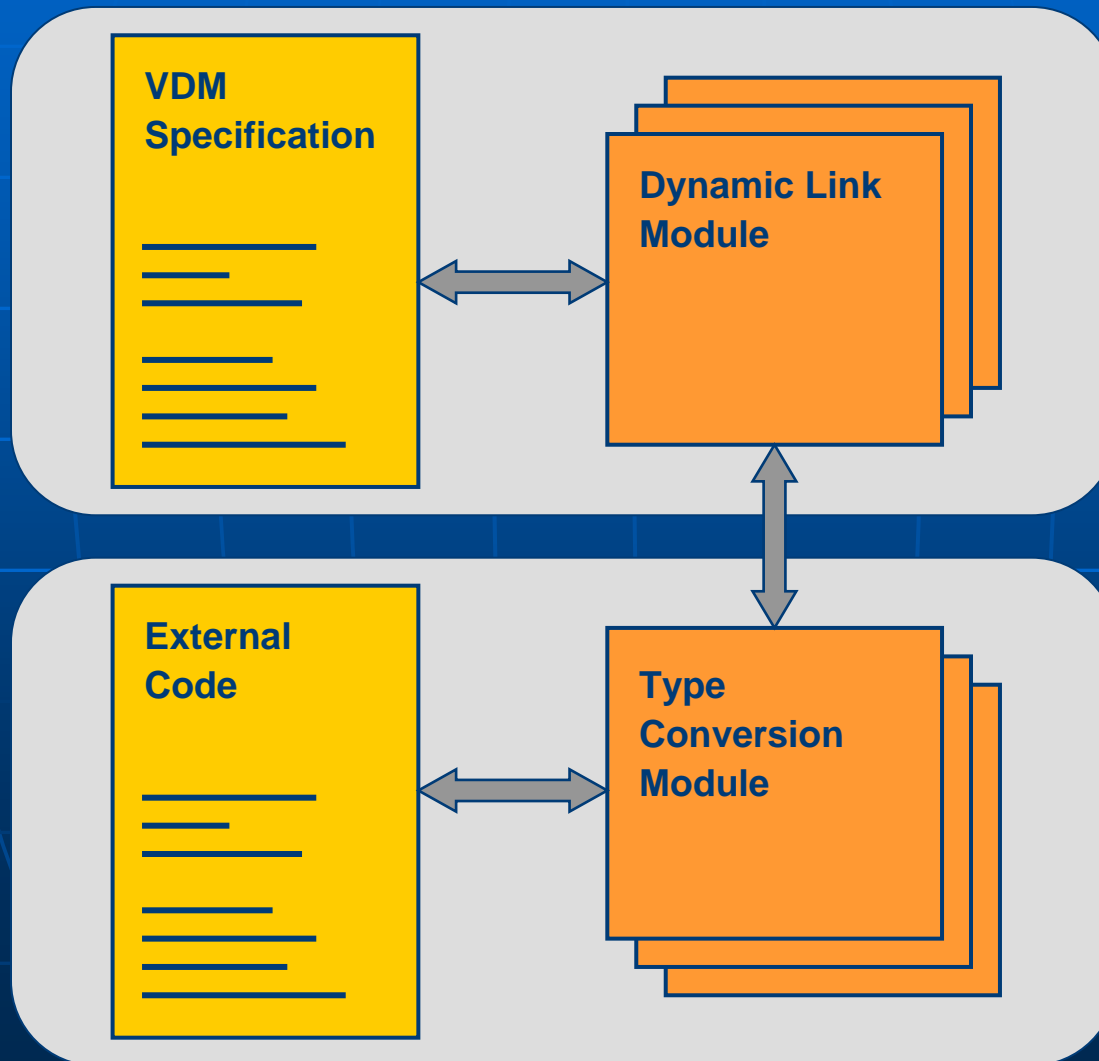 VDM
Specification
Dynamic Link
Module
External
Code
Type
Conversion
Module